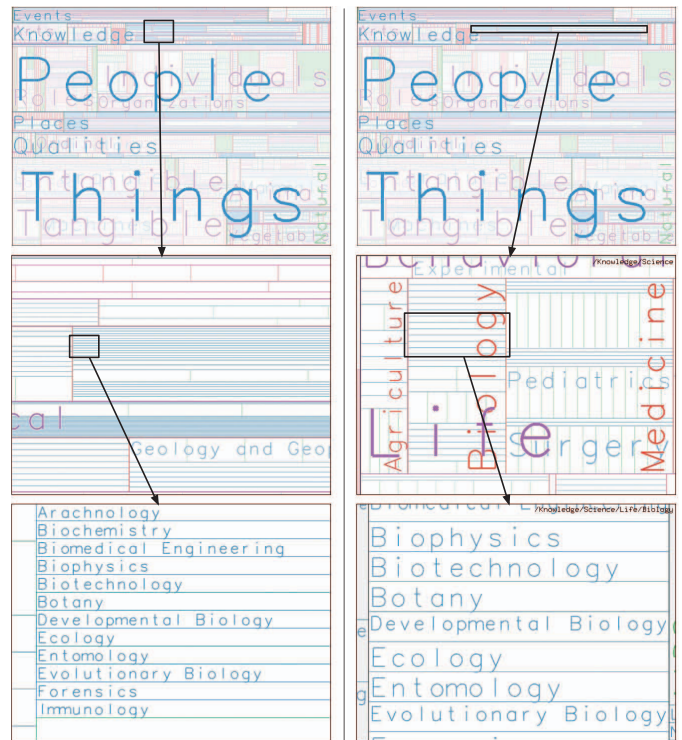 Events
Knowledge
People
Individuals
Roles
Organizations
Places
Qualities
Intangible
Things
Tangible
Natural
Events
Knowledge
People
Individuals
Roles
Organizations
Places
Qualities
Intangible
Things
Tangible
Natural
cal
Geology and Geop
Arachnology
Biochemistry
Biomedical Engineering
Biophysics
Biotechnology
Botany
Developmental Biology
Ecology
Entomology
Evolutionary Biology
Forensics
Immunology
/Knowledge/Science
Experimental
Agriculture
Biology
Medicine
Pediatrics
Life
Surgery
/Knowledge/Science/Life/Biology
Biophysics
Biotechnology
Botany
Developmental Biology
Ecology
Entomology
Evolutionary Biology